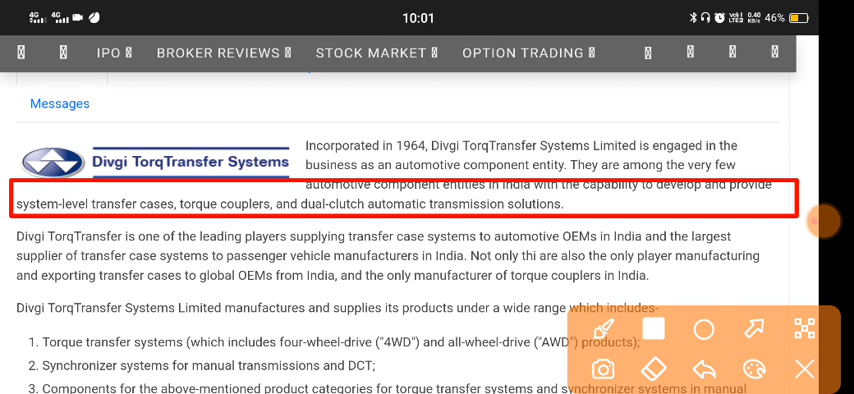 4G 4G 10:01 46%
IPO BROKER REVIEWS STOCK MARKET OPTION TRADING
Messages
Divgi TorqTransfer Systems
Incorporated in 1964, Divgi TorqTransfer Systems Limited is engaged in the
business as an automotive component entity. They are among the very few
automotive component entities in India with the capability to develop and provide
system-level transfer cases, torque couplers, and dual-clutch automatic transmission solutions.
Divgi TorqTransfer is one of the leading players supplying transfer case systems to automotive OEMs in India and the largest
supplier of transfer case systems to passenger vehicle manufacturers in India. Not only thi are also the only player manufacturing
and exporting transfer cases to global OEMs from India, and the only manufacturer of torque couplers in India.
Divgi TorqTransfer Systems Limited manufactures and supplies its products under a wide range which includes-
1. Torque transfer systems (which includes four-wheel-drive ("4WD") and all-wheel-drive ("AWD") products);
2. Synchronizer systems for manual transmissions and DCT;
3. Components for the above-mentioned product categories for torque transfer systems and synchronizer systems in manual